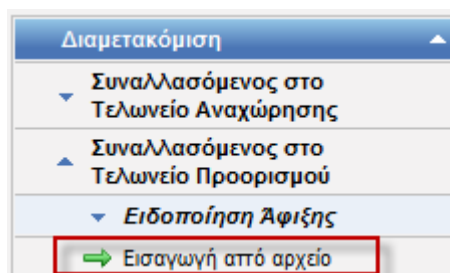 Διαμετακόμιση
Συναλλασόμενος στο
Τελωνείο Αναχώρησης
Συναλλασόμενος στο
Τελωνείο Προορισμού
Ειδοποίηση Άφιξης
Εισαγωγή από αρχείο